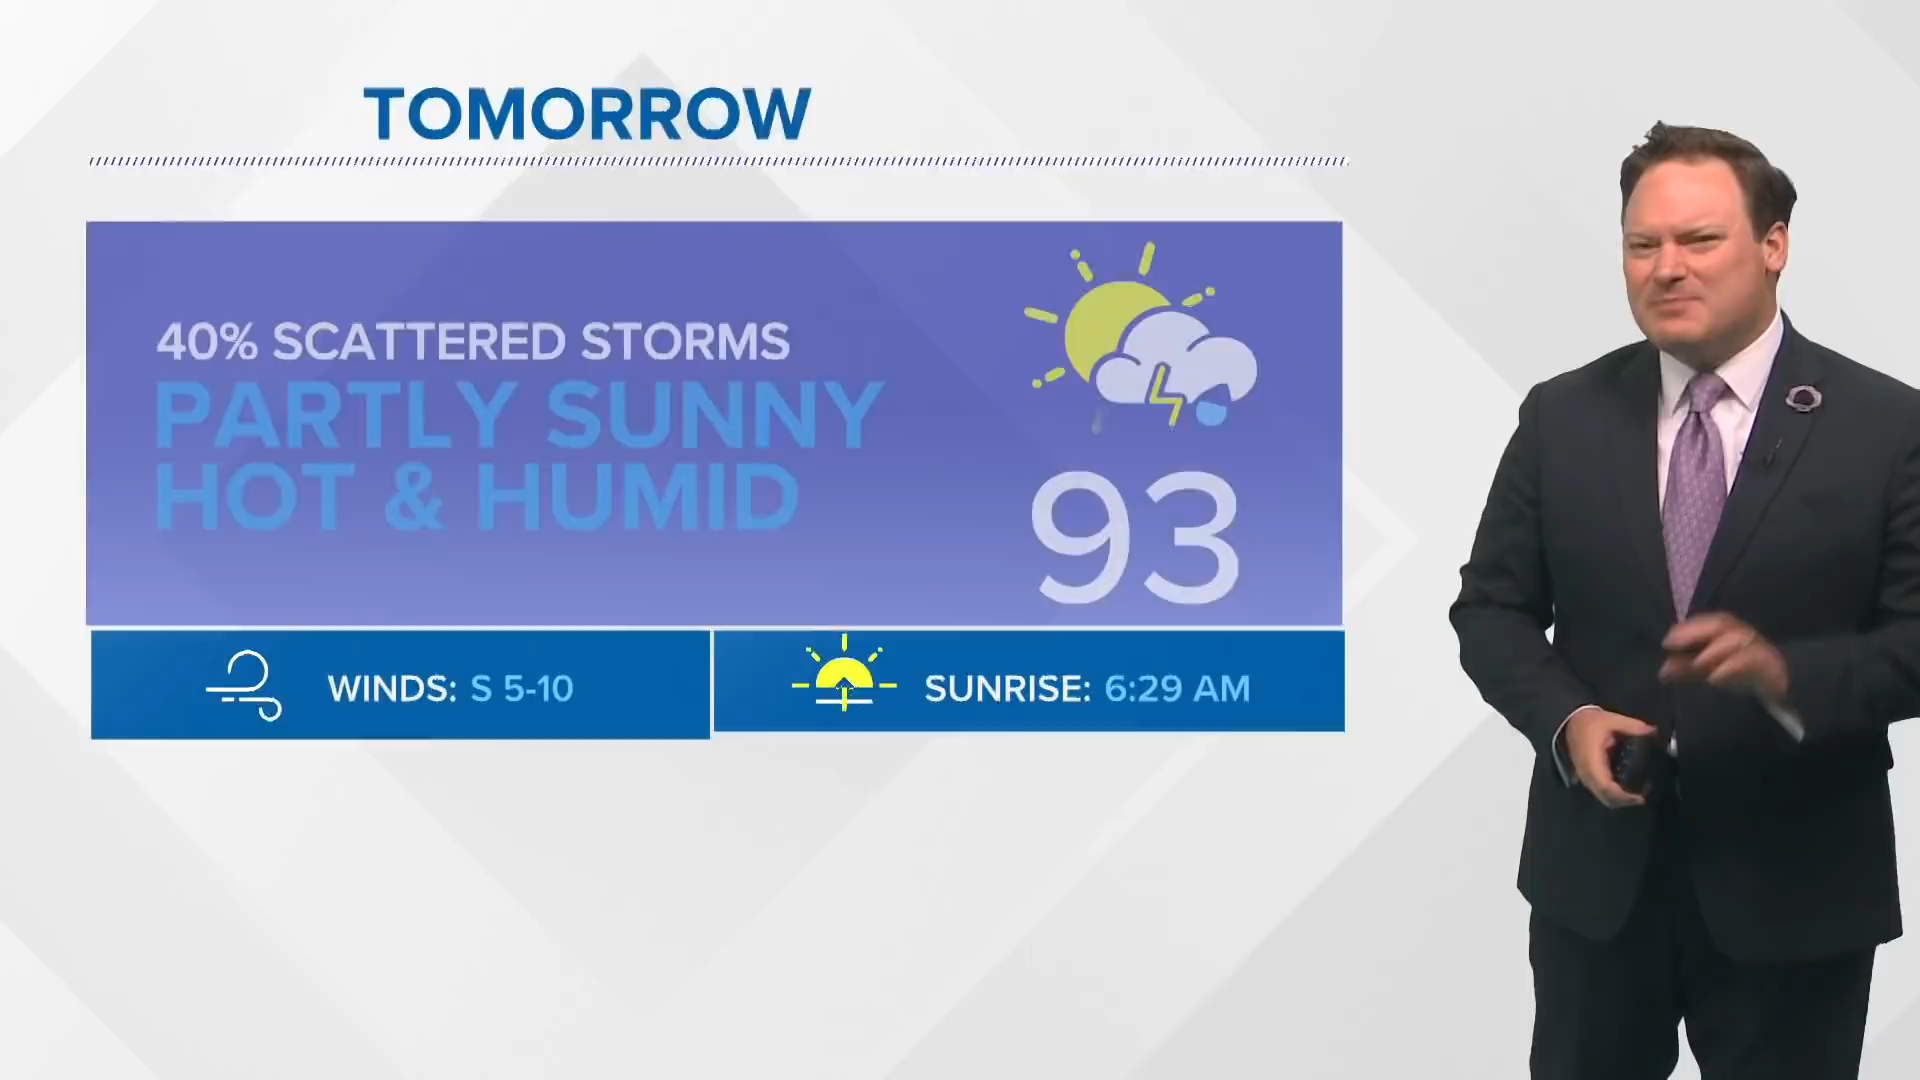 TOMORROW
40% SCATTERED STORMS
PARTLY SUNNY
HOT & HUMID
93
WINDS: S 5-10
SUNRISE: 6:29 AM